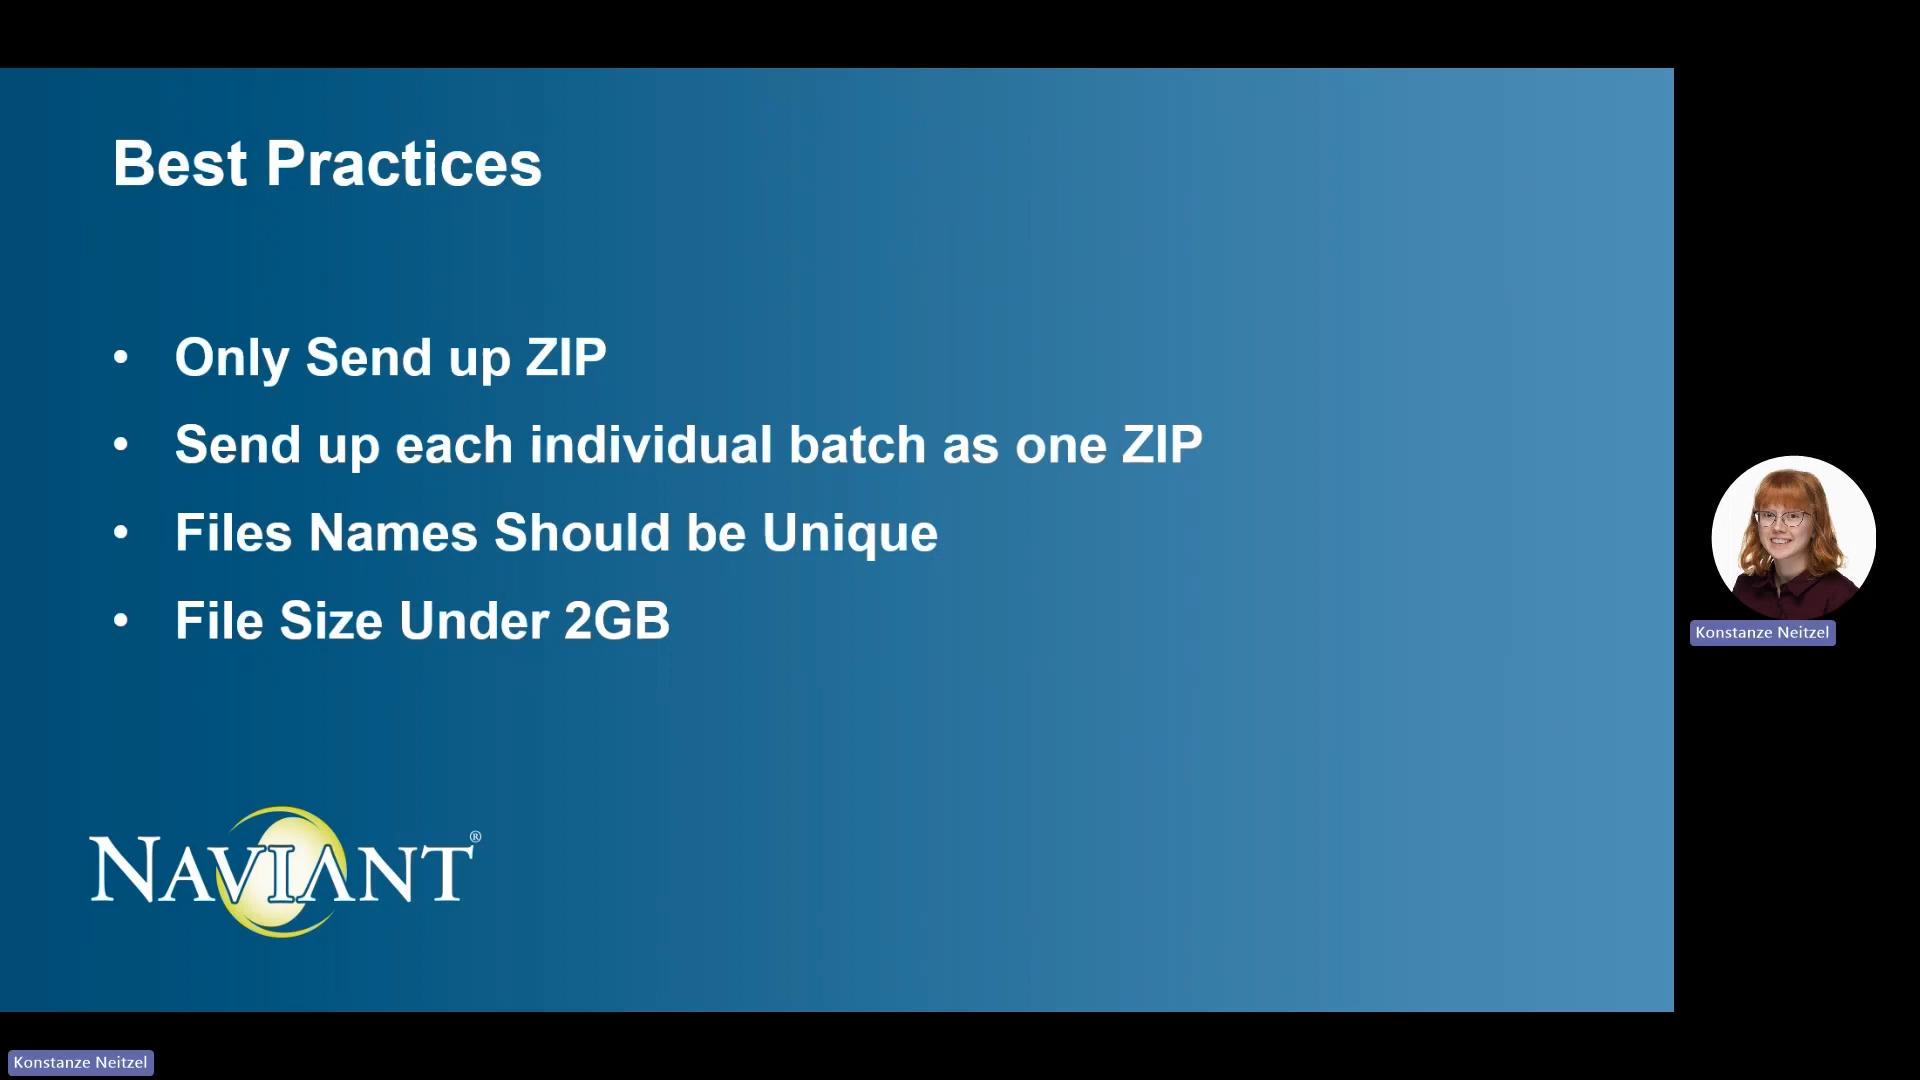 Best Practices
• Only Send up ZIP
• Send up each individual batch as one ZIP
• Files Names Should be Unique
• File Size Under 2GB
NAVIANT®
Konstanze Neitzel
Konstanze Neitzel